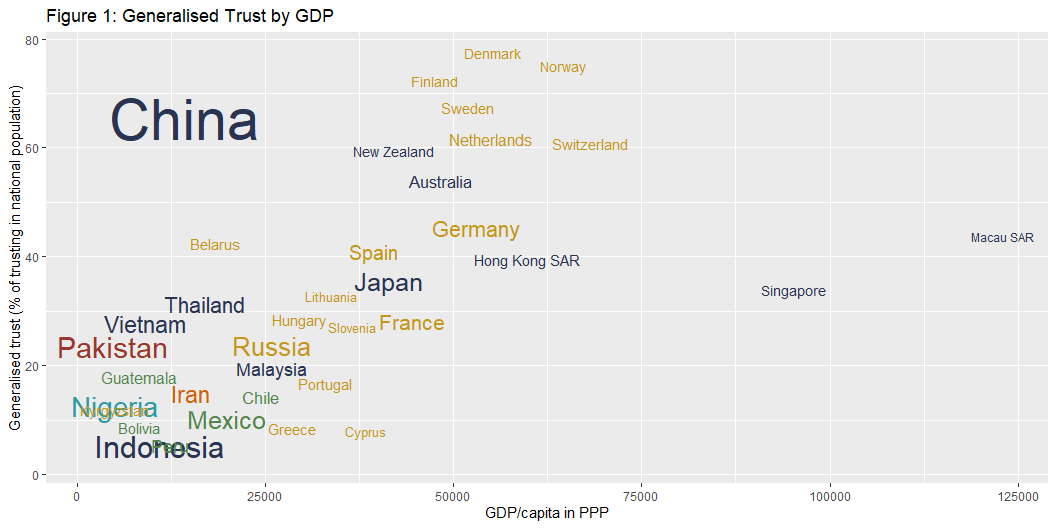 Figure 1: Generalised Trust by GDP
80
Denmark
Norway
Finland
Sweden
China
Netherlands
Switzerland
60
New Zealand
Australia
Germany
Belarus
Macau SAR
Spain
Hong Kong SAR
40
Japan
Singapore
Lithuania
Thailand
Vietnam
Hungary
France
Slovenia
Pakistan
Russia
20
Malaysia
Guatemala
Portugal
Iran
Chile
Nigeria
Kyrgyzstan
Mexico
Bolivia
Greece
Cyprus
Indonesia
Peru
0
Generalised trust (% of trusting in national population)
0 25000 50000 75000 100000 125000
GDP/capita in PPP